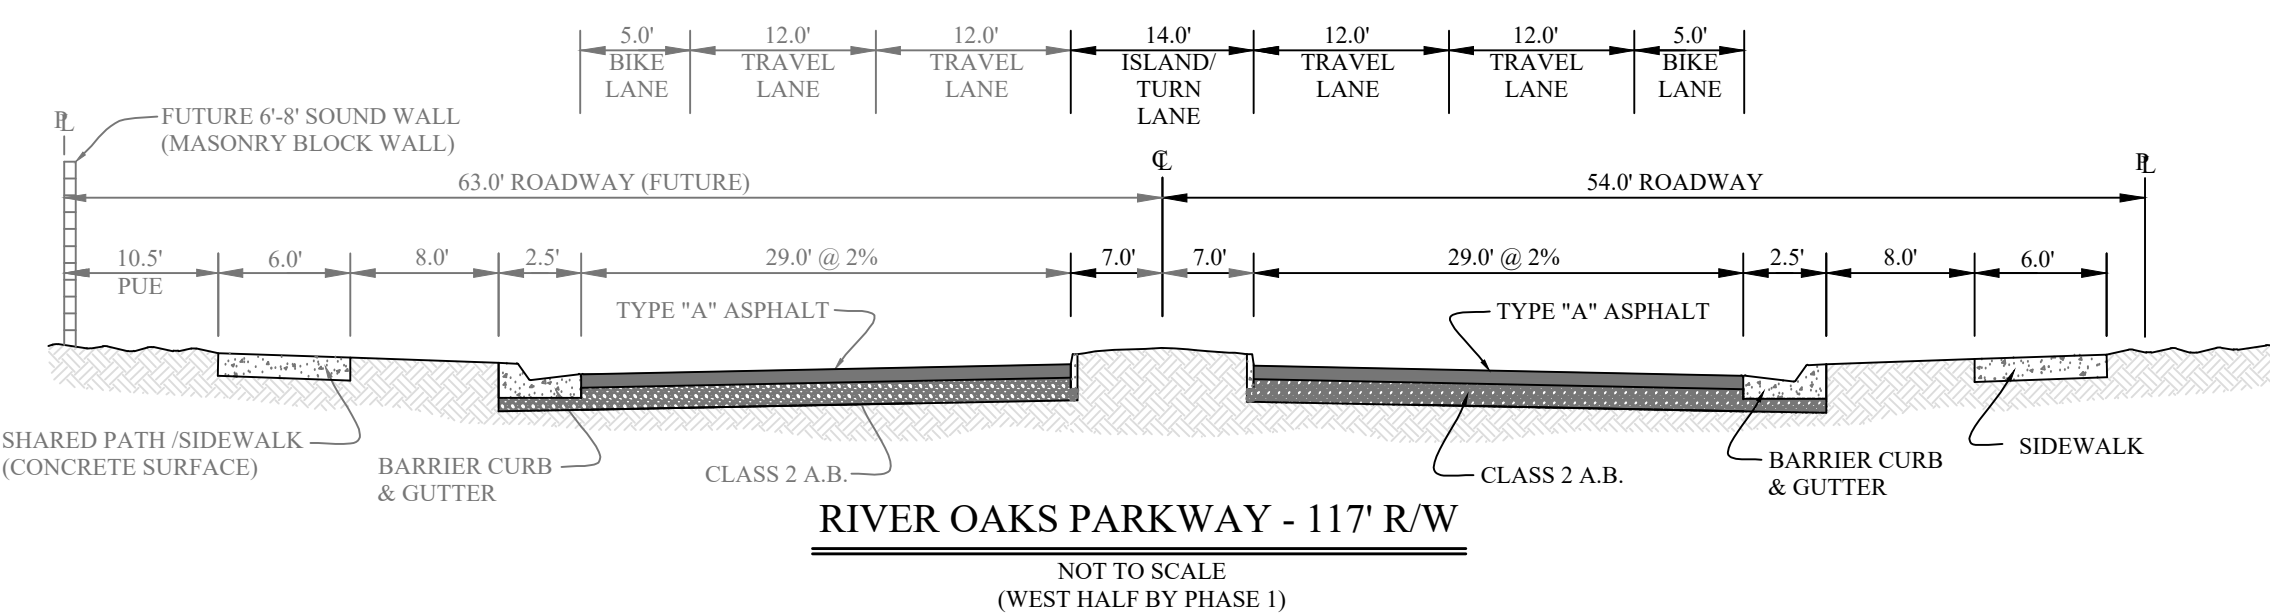 5.0'
BIKE
LANE
12.0'
TRAVEL
LANE
12.0'
TRAVEL
LANE
14.0'
ISLAND/
TURN
LANE
12.0'
TRAVEL
LANE
12.0'
TRAVEL
LANE
5.0'
BIKE
LANE
PL
FUTURE 6'-8' SOUND WALL
(MASONRY BLOCK WALL)
CL
PL
63.0' ROADWAY (FUTURE)
54.0' ROADWAY
10.5'
PUE
6.0'
8.0'
2.5'
29.0' @ 2%
7.0'
7.0'
29.0' @ 2%
2.5'
8.0'
6.0'
TYPE "A" ASPHALT
TYPE "A" ASPHALT
SHARED PATH /SIDEWALK
(CONCRETE SURFACE)
BARRIER CURB
& GUTTER
CLASS 2 A.B.
CLASS 2 A.B.
BARRIER CURB
& GUTTER
SIDEWALK
RIVER OAKS PARKWAY - 117' R/W
NOT TO SCALE
(WEST HALF BY PHASE 1)